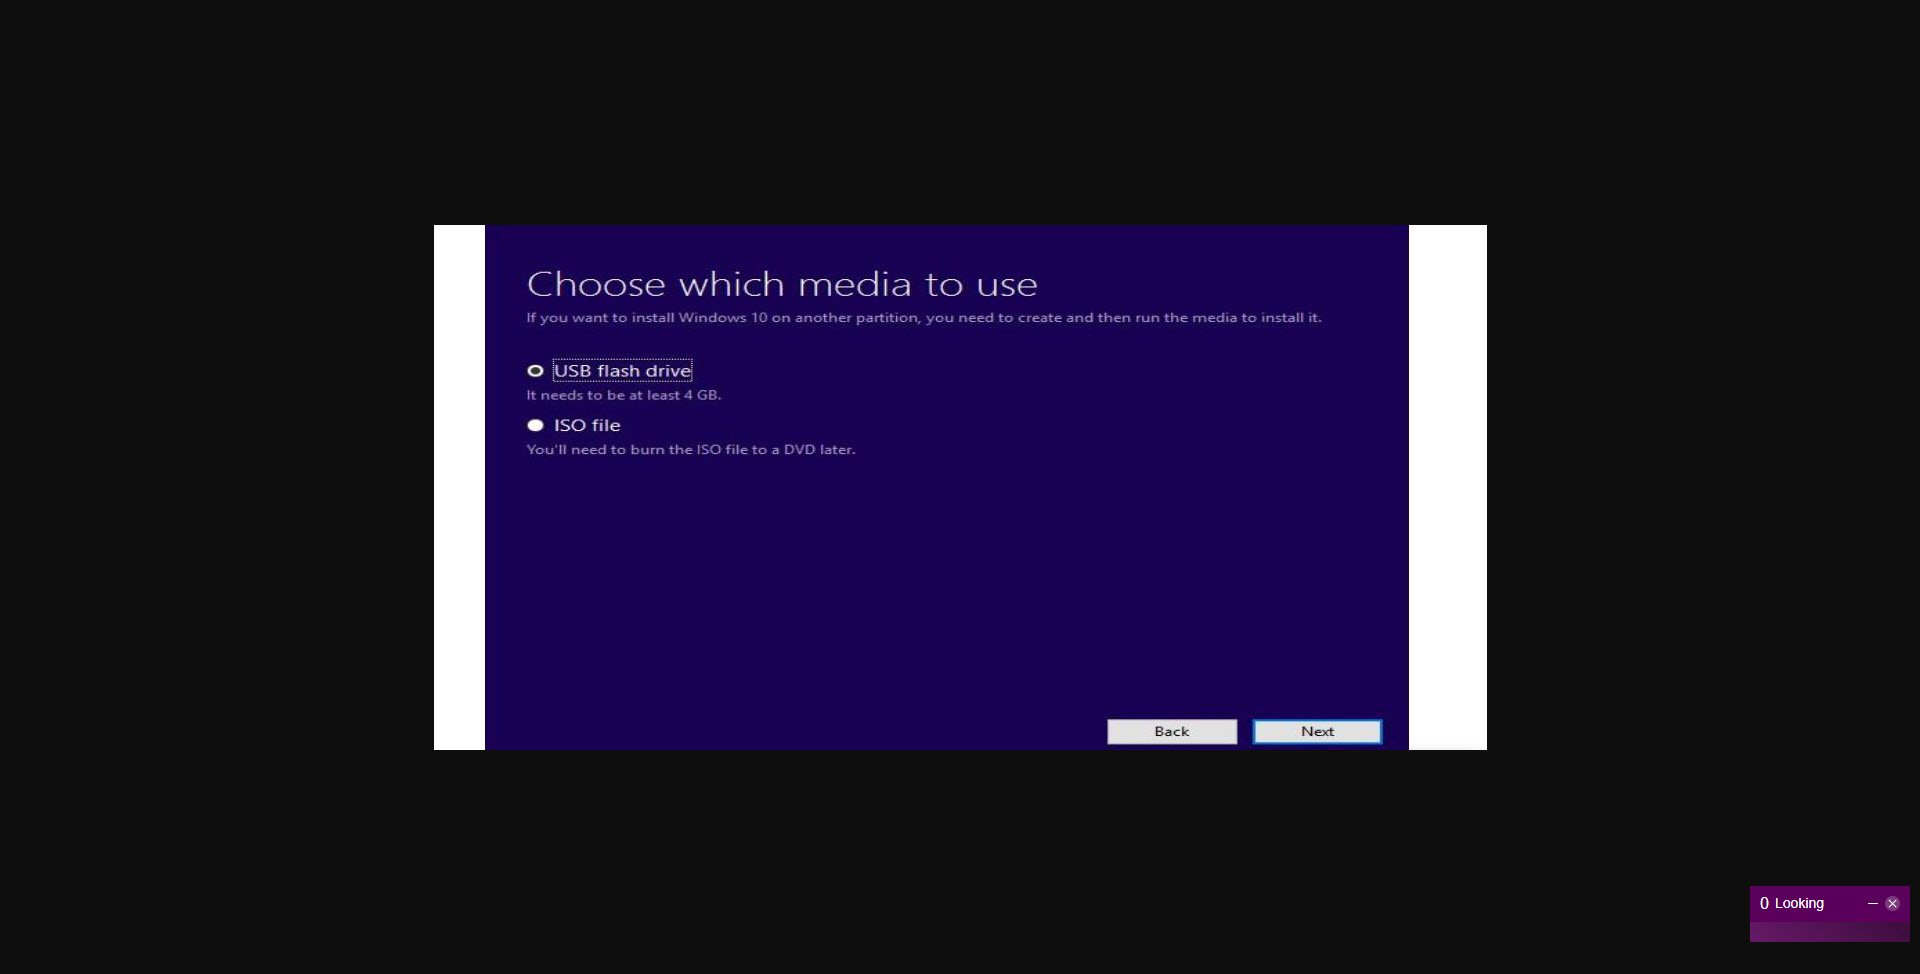 Choose which media to use
If you want to install Windows 10 on another partition, you need to create and then run the media to install it.
USB flash drive
It needs to be at least 4 GB.
ISO file
You'll need to burn the ISO file to a DVD later.
Back Next
0 Looking